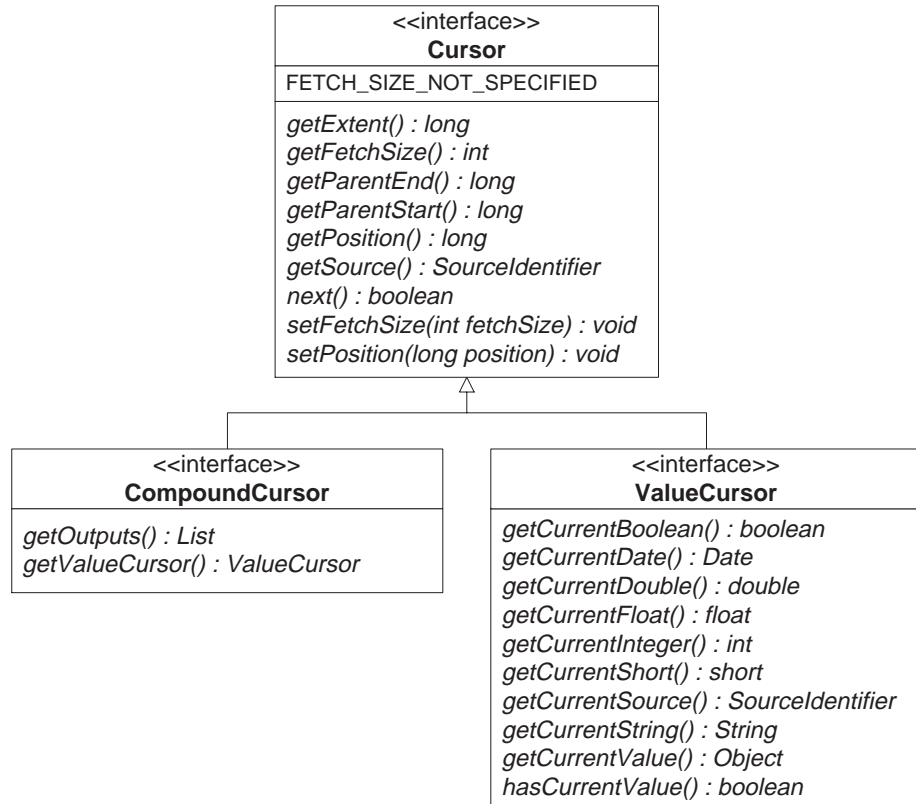 <<interface>>
Cursor
FETCH_SIZE_NOT_SPECIFIED
getExtent() : long
getFetchSize() : int
getParentEnd() : long
getParentStart() : long
getPosition() : long
getSource() : SourceIdentifier
next() : boolean
setFetchSize(int fetchSize) : void
setPosition(long position) : void
<<interface>>
CompoundCursor
getOutputs() : List
getValueCursor() : ValueCursor
<<interface>>
ValueCursor
getCurrentBoolean() : boolean
getCurrentDate() : Date
getCurrentDouble() : double
getCurrentFloat() : float
getCurrentInteger() : int
getCurrentShort() : short
getCurrentSource() : SourceIdentifier
getCurrentString() : String
getCurrentValue() : Object
hasCurrentValue() : boolean